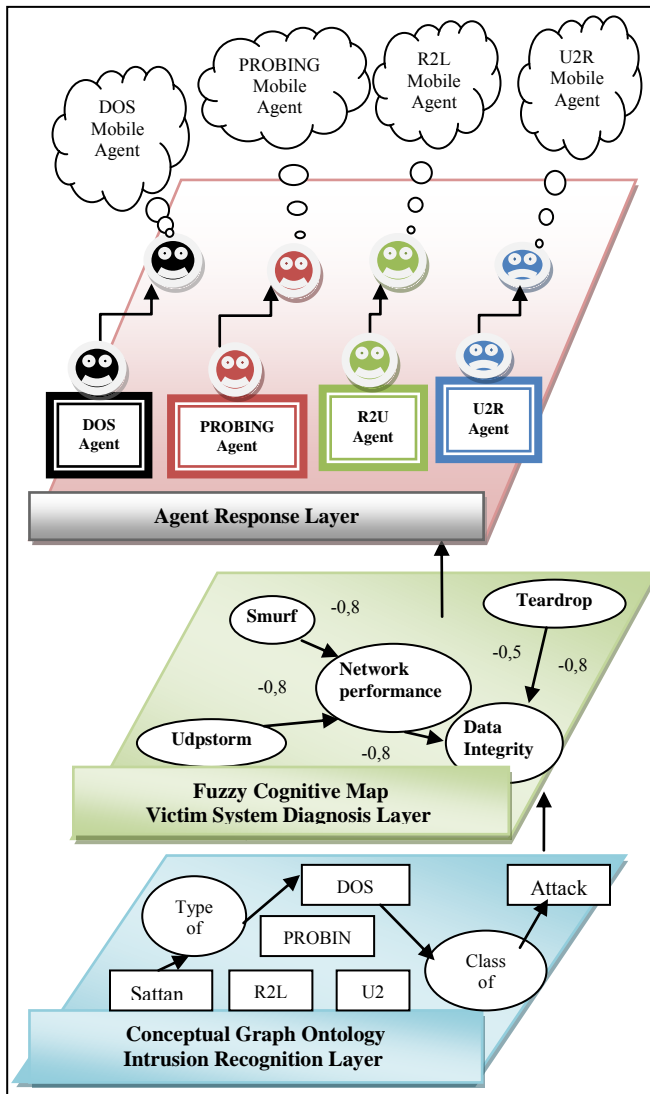 DOS
Mobile
Agent
PROBING
Mobile
Agent
R2L
Mobile
Agent
U2R
Mobile
Agent
DOS
Agent
PROBING
Agent
R2U
Agent
U2R
Agent
Agent Response Layer
Smurf
-0,8
Teardrop
-0,5
-0,8
Network
performance
-0,8
Udpstorm
-0,8
Data
Integrity
Fuzzy Cognitive Map
Victim System Diagnosis Layer
Type
of
DOS
Attack
PROBIN
Class
of
Sattan
R2L
U2
Conceptual Graph Ontology
Intrusion Recognition Layer